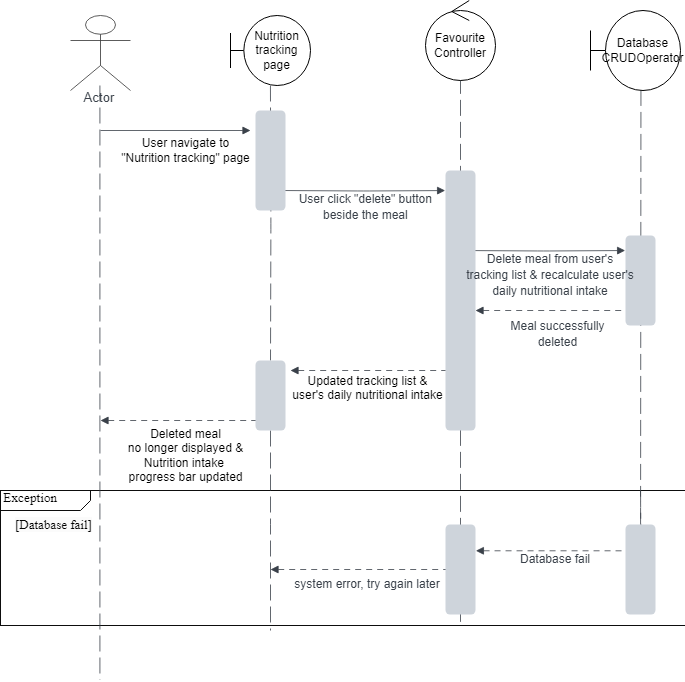 Nutrition
tracking
page
Favourite
Controller
Database
CRUDOperator
Actor
User navigate to
"Nutrition tracking" page
User click "delete" button
beside the meal
Delete meal from user's
tracking list & recalculate user's
daily nutritional intake
Meal successfully
deleted
Updated tracking list &
user's daily nutritional intake
Deleted meal
no longer displayed &
Nutrition intake
progress bar updated
Exception
[Database fail]
Database fail
system error, try again later